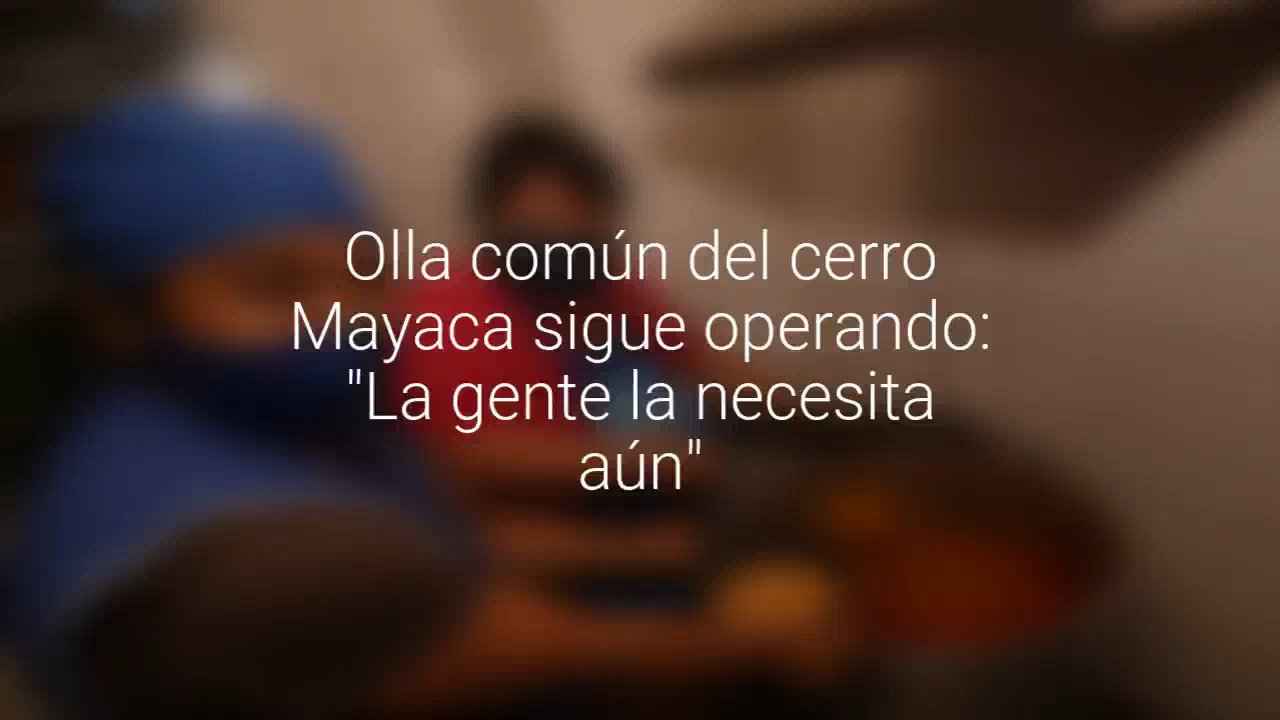 Olla común del cerro
Mayaca sigue operando:
"La gente la necesita
aún"